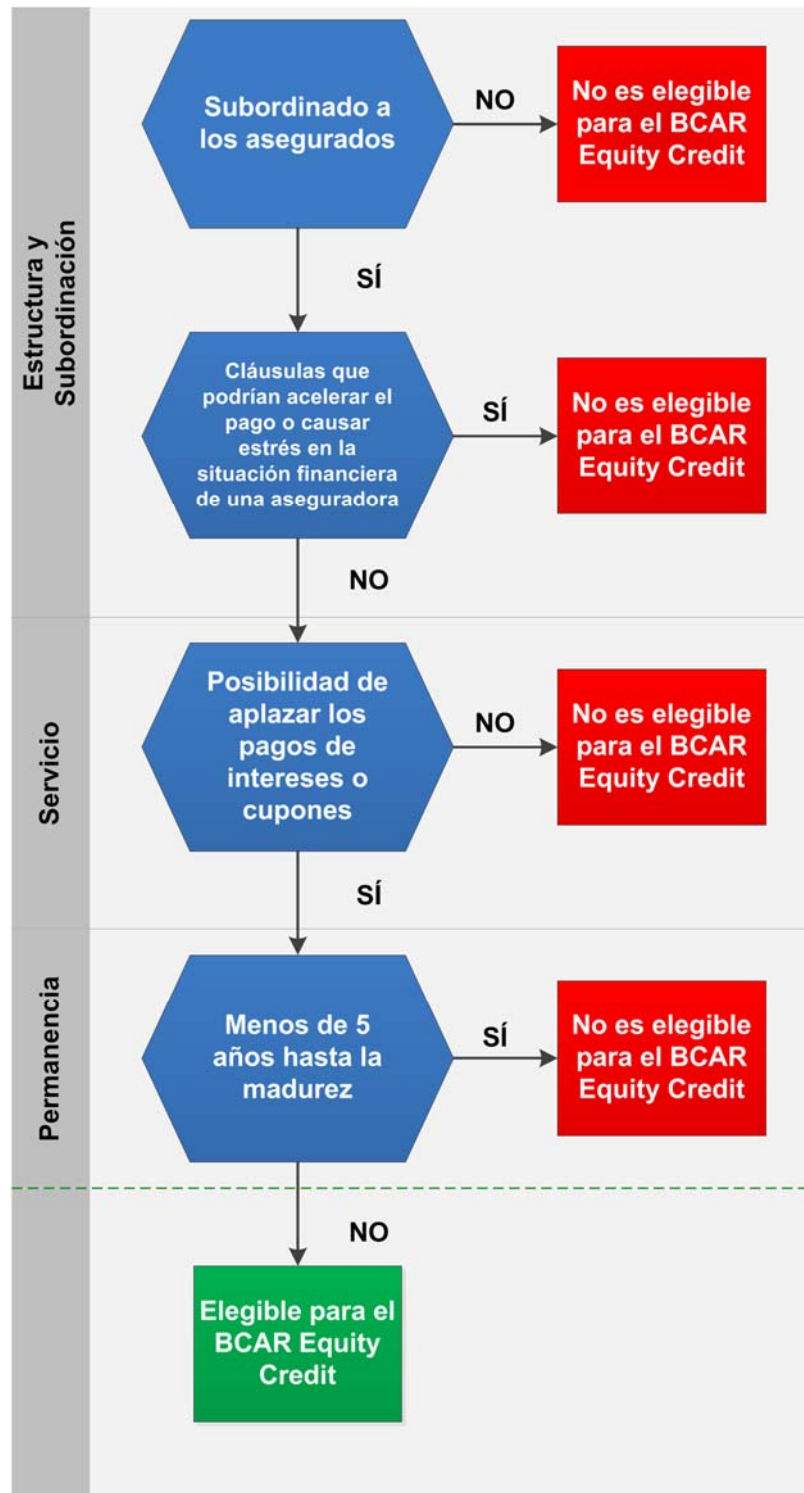 Estructura y
Subordinación
Subordinado a
los asegurados
NO
No es elegible
para el BCAR
Equity Credit
SÍ
Cláusulas que
podrían acelerar el
pago o causar
estrés en la
situación financiera
de una aseguradora
SÍ
No es elegible
para el BCAR
Equity Credit
NO
Servicio
Posibilidad de
aplazar los
pagos de
intereses o
cupones
NO
No es elegible
para el BCAR
Equity Credit
SÍ
Permanencia
Menos de 5
años hasta la
madurez
SÍ
No es elegible
para el BCAR
Equity Credit
NO
Elegible para el
BCAR Equity
Credit